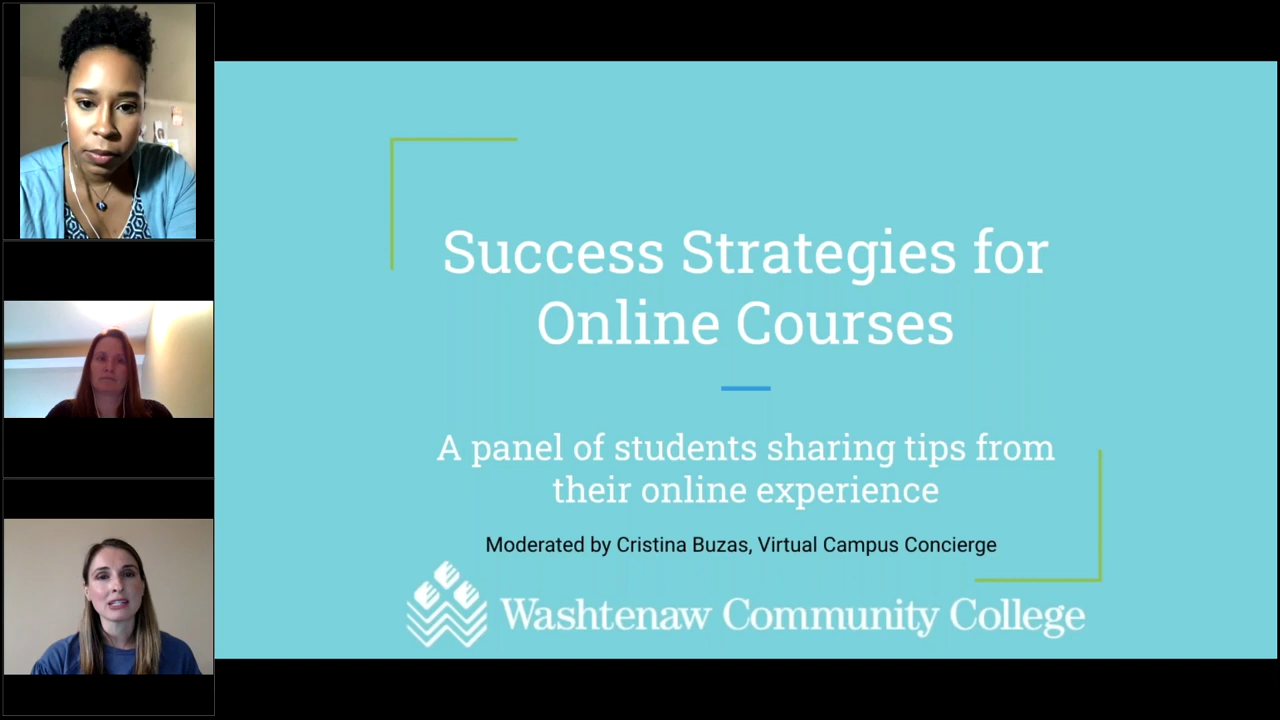 Success Strategies for
Online Courses
A panel of students sharing tips from
their online experience
Moderated by Cristina Buzas, Virtual Campus Concierge
Washtenaw Community College